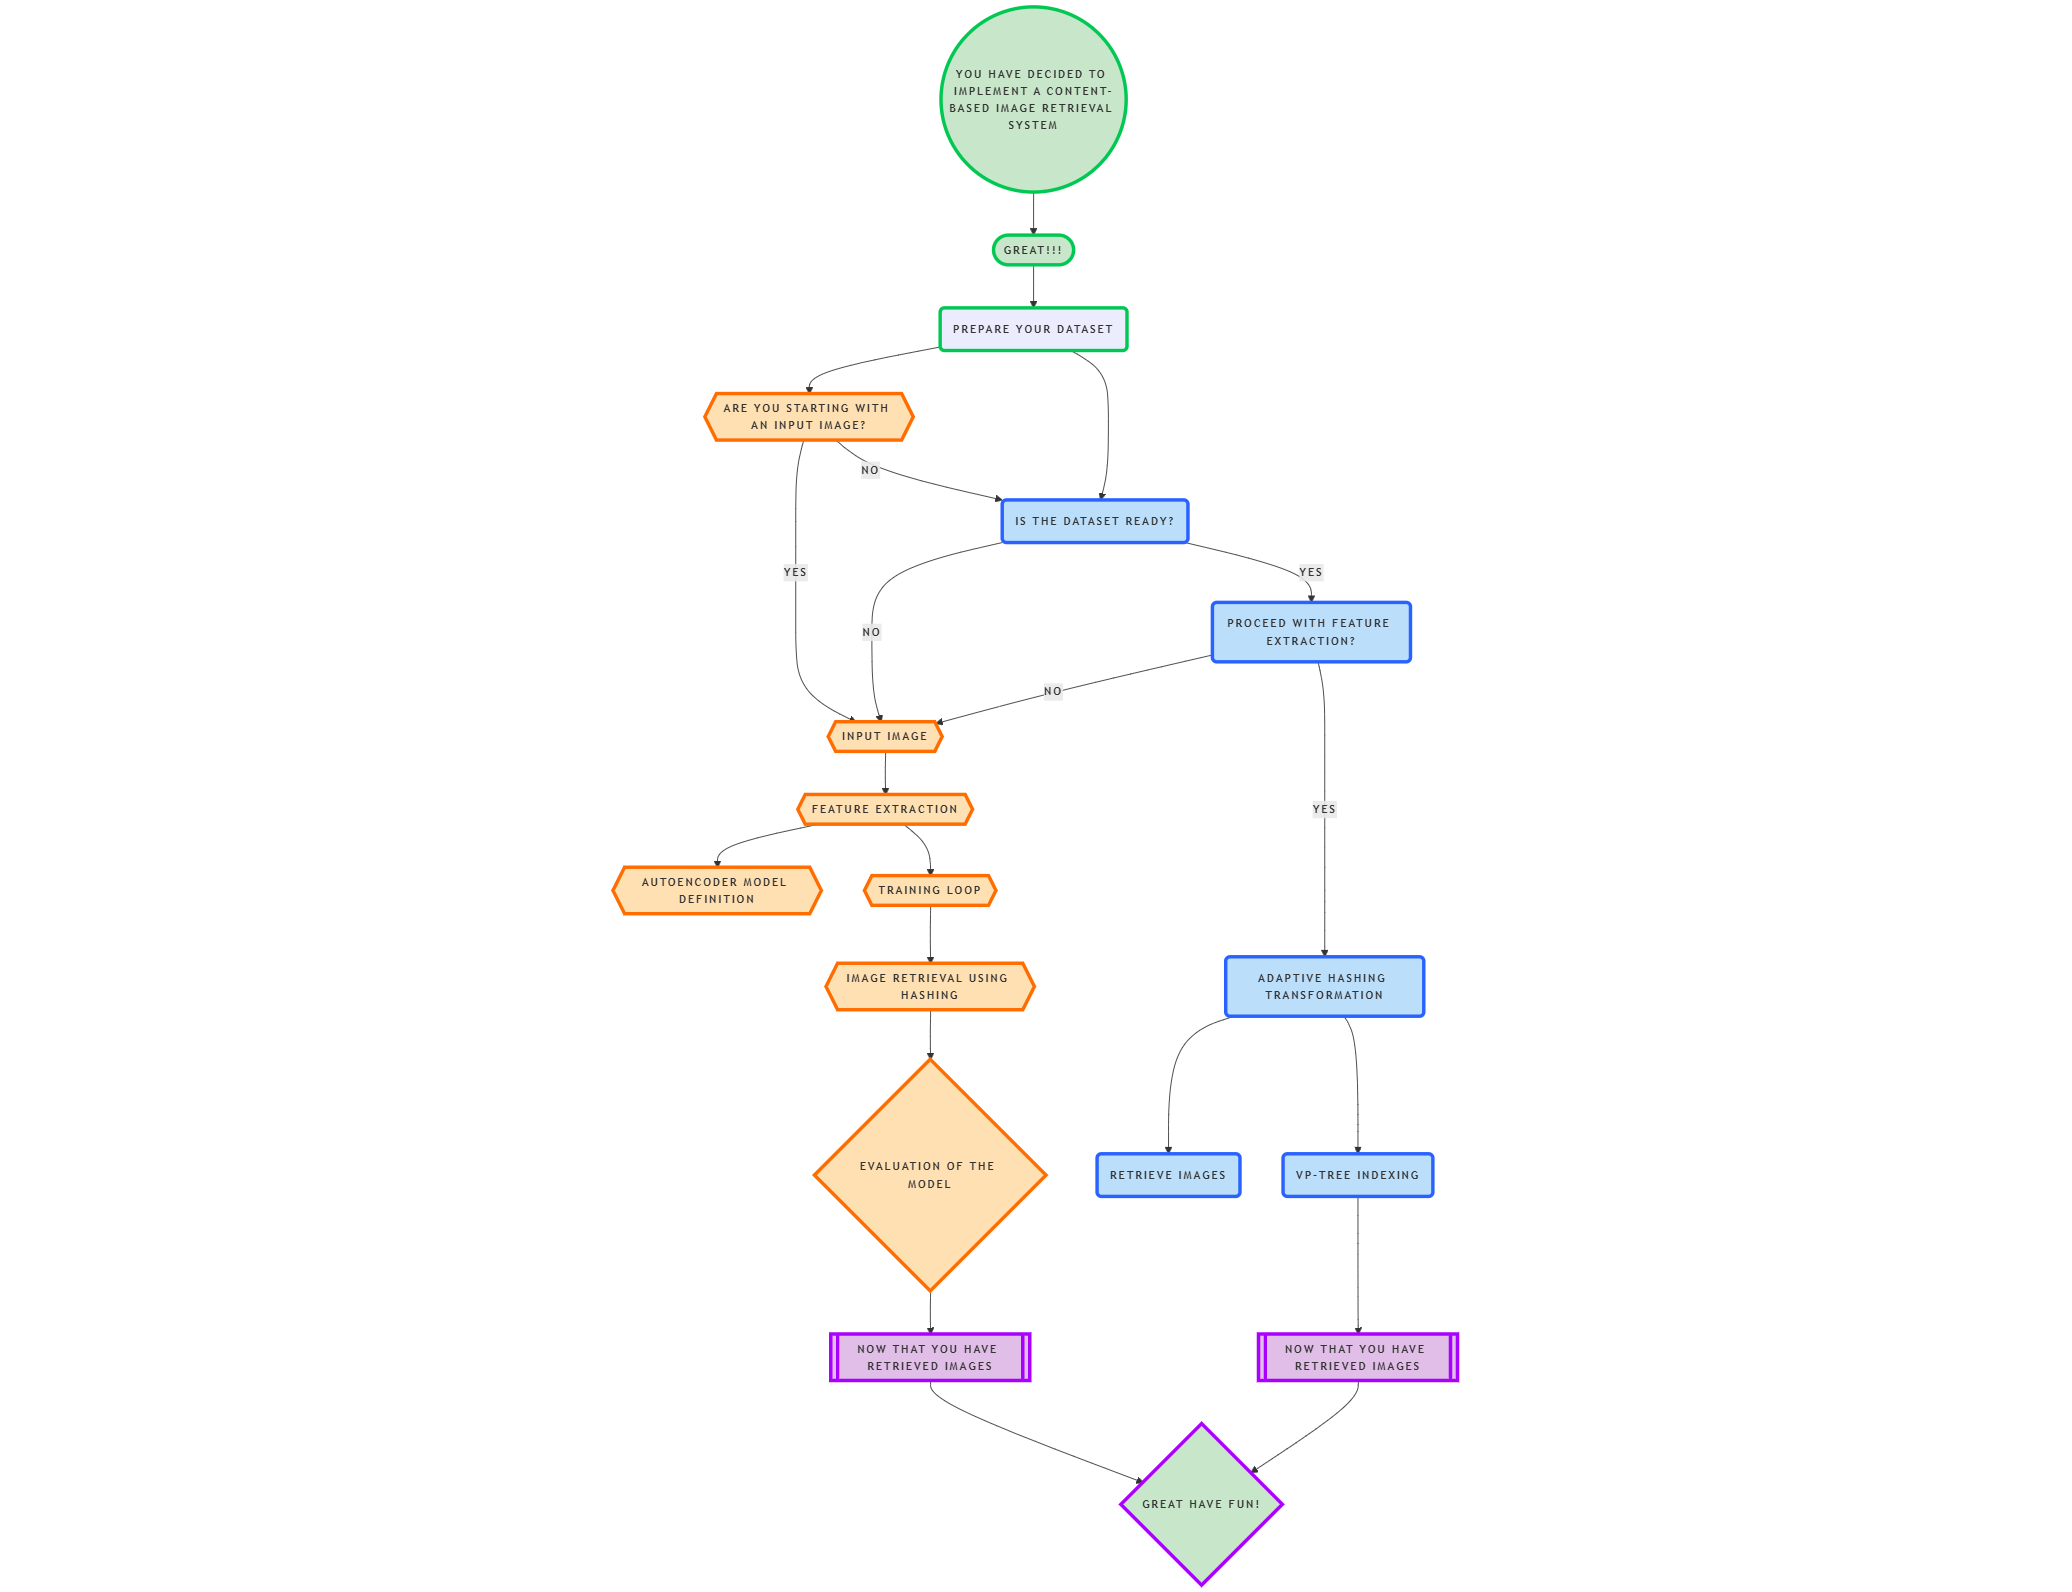 YOU HAVE DECIDED TO
IMPLEMENT A CONTENT-
BASED IMAGE RETRIEVAL
SYSTEM
GREAT!!!
PREPARE YOUR DATASET
ARE YOU STARTING WITH
AN INPUT IMAGE?
NO
IS THE DATASET READY?
YES
YES
NO
PROCEED WITH FEATURE
EXTRACTION?
NO
INPUT IMAGE
FEATURE EXTRACTION
YES
AUTOENCODER MODEL
DEFINITION
TRAINING LOOP
IMAGE RETRIEVAL USING
HASHING
ADAPTIVE HASHING
TRANSFORMATION
EVALUATION OF THE
MODEL
RETRIEVE IMAGES
VP-TREE INDEXING
NOW THAT YOU HAVE
RETRIEVED IMAGES
NOW THAT YOU HAVE
RETRIEVED IMAGES
GREAT HAVE FUN!